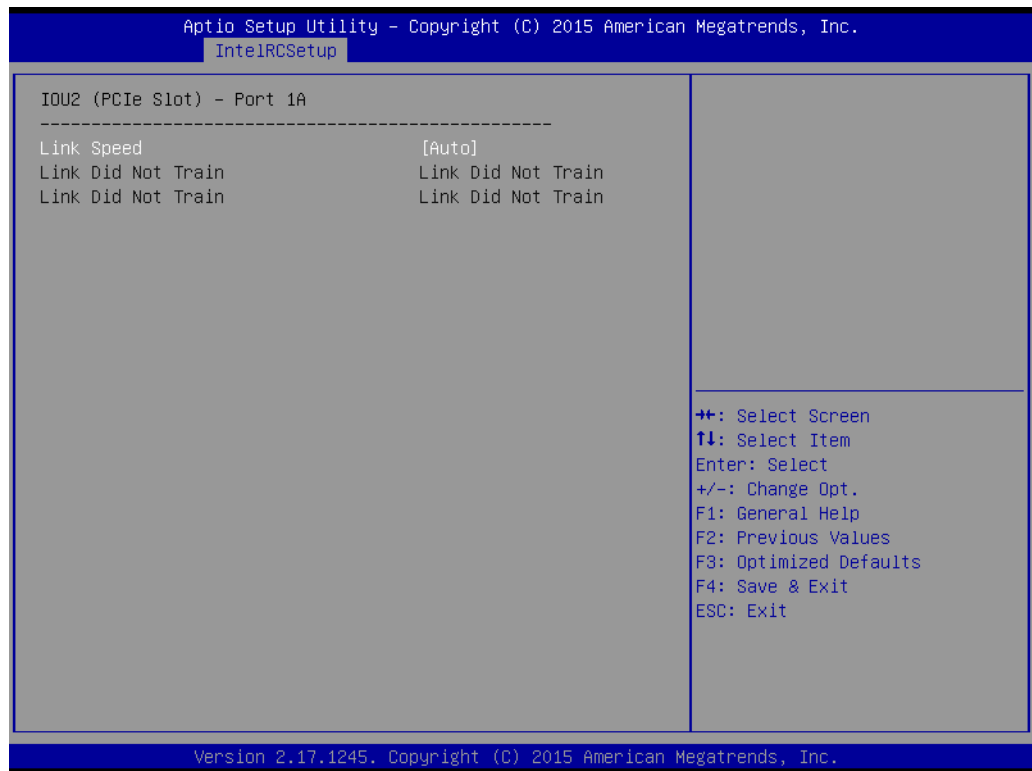 Aptio Setup Utility – Copyright (C) 2015 American Megatrends, Inc.
IntelRCSetup
IOU2 (PCIe Slot) – Port 1A
--------------------------------------------------
Link Speed [Auto]
Link Did Not Train Link Did Not Train
Link Did Not Train Link Did Not Train
→←: Select Screen
↑↓: Select Item
Enter: Select
+/-: Change Opt.
F1: General Help
F2: Previous Values
F3: Optimized Defaults
F4: Save & Exit
ESC: Exit
Version 2.17.1245. Copyright (C) 2015 American Megatrends, Inc.